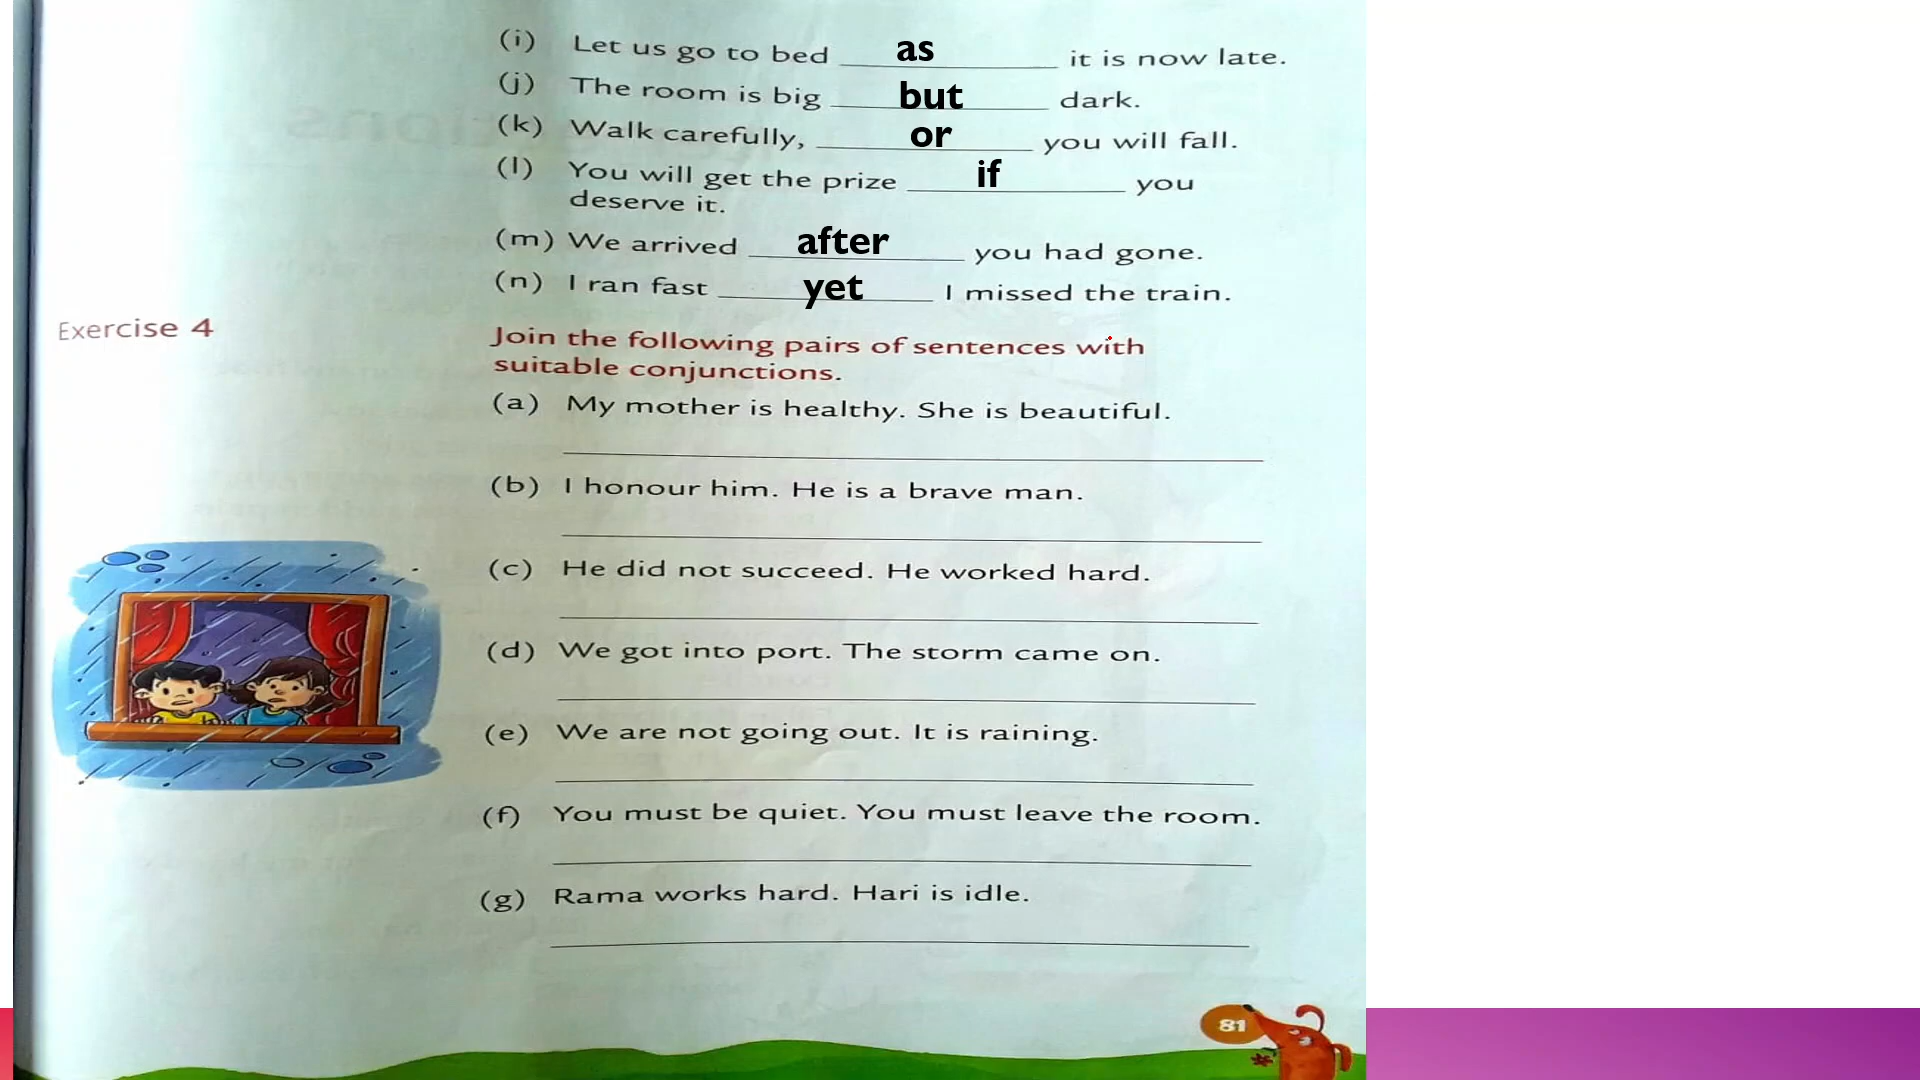 (i) Let us go to bed as it is now late.
(j) The room is big but dark.
(k) Walk carefully, or you will fall.
(l) You will get the prize if you
deserve it.
(m) We arrived after you had gone.
(n) I ran fast yet I missed the train.
Exercise 4
Join the following pairs of sentences with
suitable conjunctions.
(a) My mother is healthy. She is beautiful.
(b) I honour him. He is a brave man.
(c) He did not succeed. He worked hard.
(d) We got into port. The storm came on.
(e) We are not going out. It is raining.
(f) You must be quiet. You must leave the room.
(g) Rama works hard. Hari is idle.
81